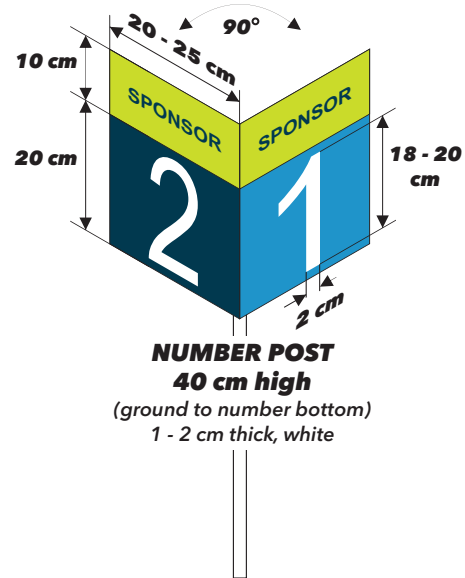 90°
20 - 25 cm
10 cm
SPONSOR
SPONSOR
20 cm
18 - 20
cm
2
1
2 cm
NUMBER POST
40 cm high
(ground to number bottom)
1 - 2 cm thick, white